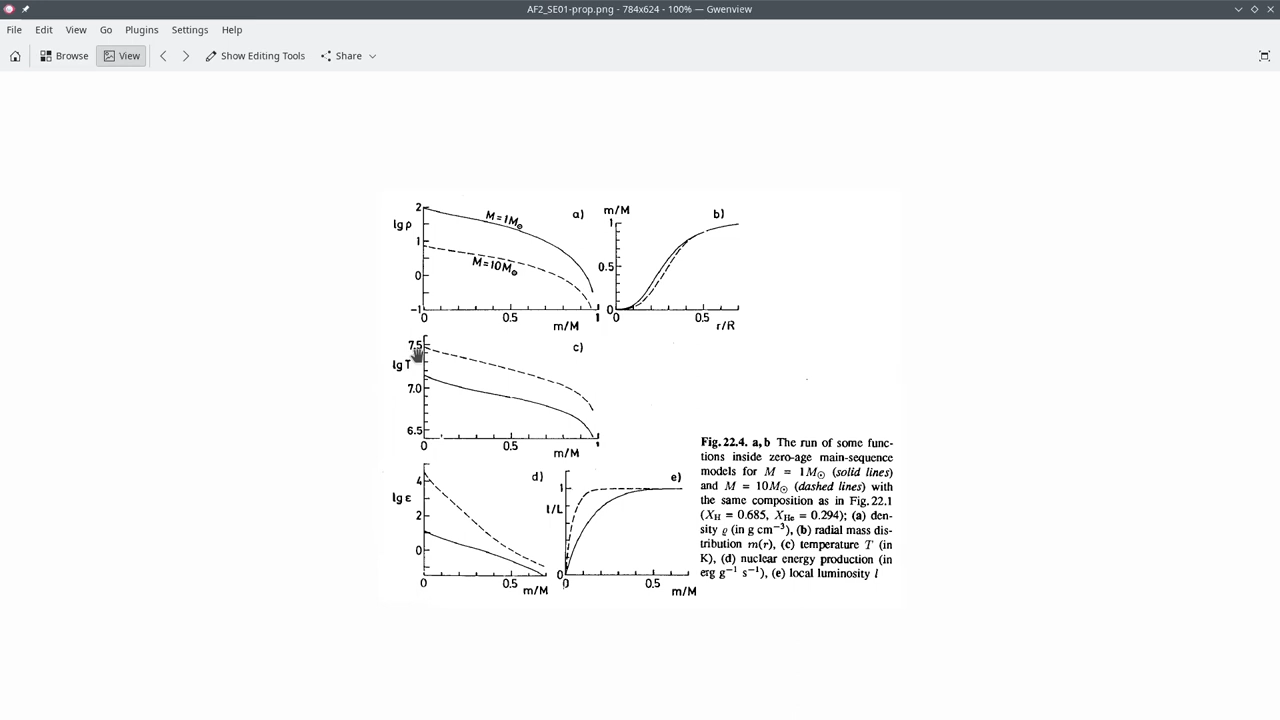 AF2_SE01-prop.png - 784x624 - 100% — Gwenview
File Edit View Go Plugins Settings Help
Browse View Show Editing Tools Share
2
lg ρ
1
0
-1
M=1M⊙
M=10M⊙
a)
0 0.5 1
m/M
m/M
1
0.5
0
b)
0 0.5
r/R
7.5
lg T
7.0
6.5
c)
0 0.5 1
m/M
4
lg ε
2
0
d)
0 0.5
m/M
1
l/L
0
e)
0 0.5
m/M
Fig. 22.4. a, b The run of some func-
tions inside zero-age main-sequence
models for M = 1M⊙ (solid lines)
and M = 10M⊙ (dashed lines) with
the same composition as in Fig. 22.1
(X_H = 0.685, X_He = 0.294); (a) den-
sity ϱ (in g cm⁻³), (b) radial mass dis-
tribution m(r), (c) temperature T (in
K), (d) nuclear energy production (in
erg g⁻¹ s⁻¹), (e) local luminosity l